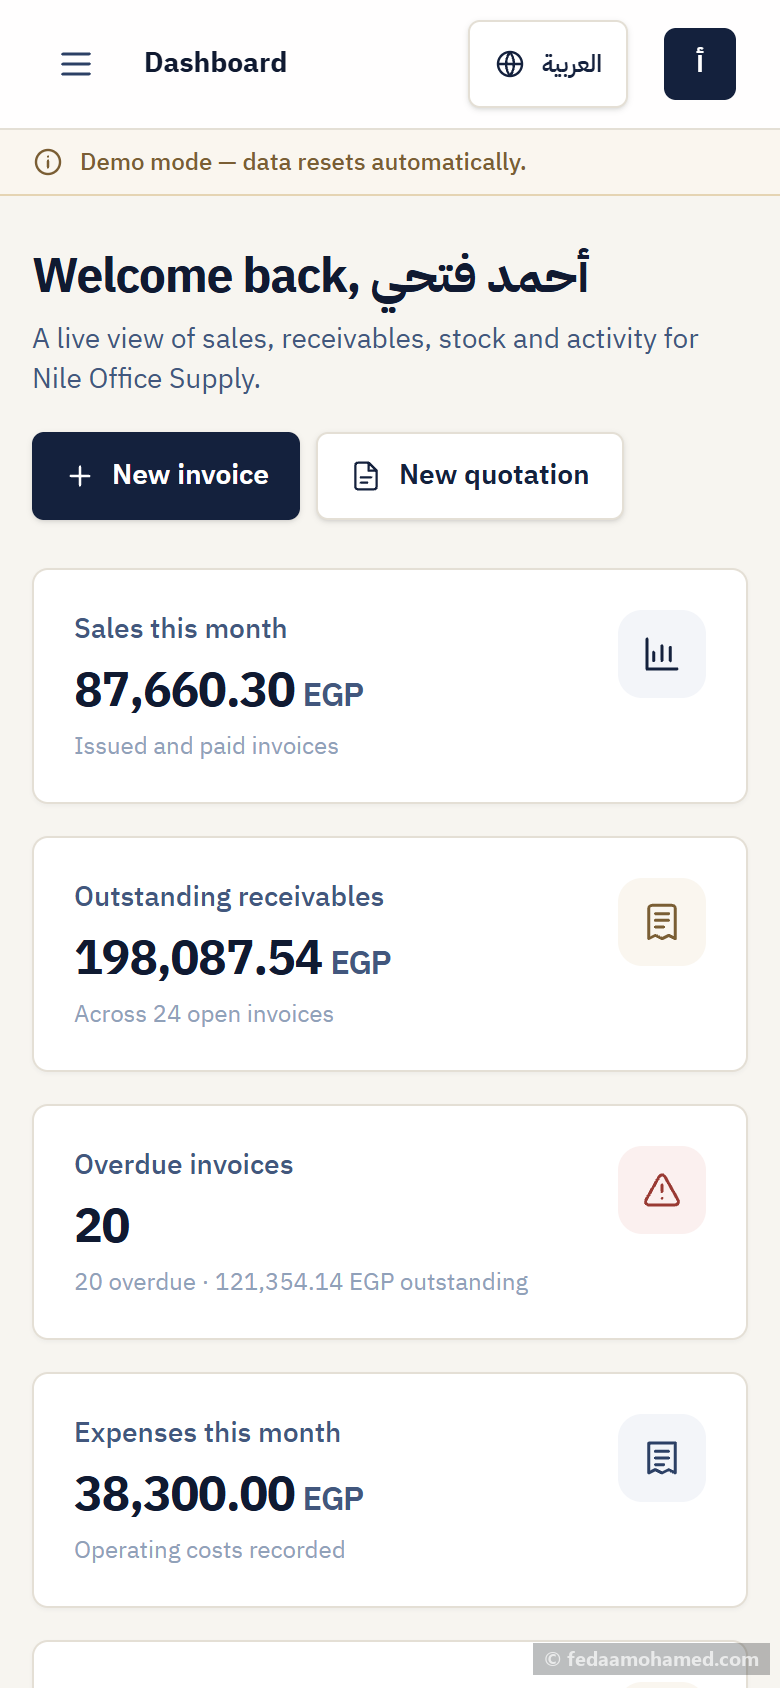 Dashboard
العربية
أ
Demo mode — data resets automatically.
Welcome back, أحمد فتحي
A live view of sales, receivables, stock and activity for
Nile Office Supply.
New invoice
New quotation
Sales this month
87,660.30 EGP
Issued and paid invoices
Outstanding receivables
198,087.54 EGP
Across 24 open invoices
Overdue invoices
20
20 overdue · 121,354.14 EGP outstanding
Expenses this month
38,300.00 EGP
Operating costs recorded
© fedaamohamed.com